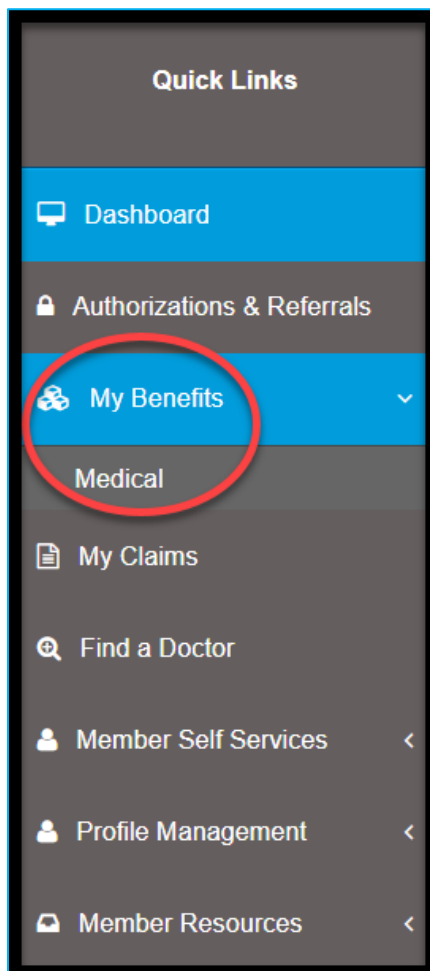 Quick Links
Dashboard
Authorizations & Referrals
My Benefits
Medical
My Claims
Find a Doctor
Member Self Services
Profile Management
Member Resources